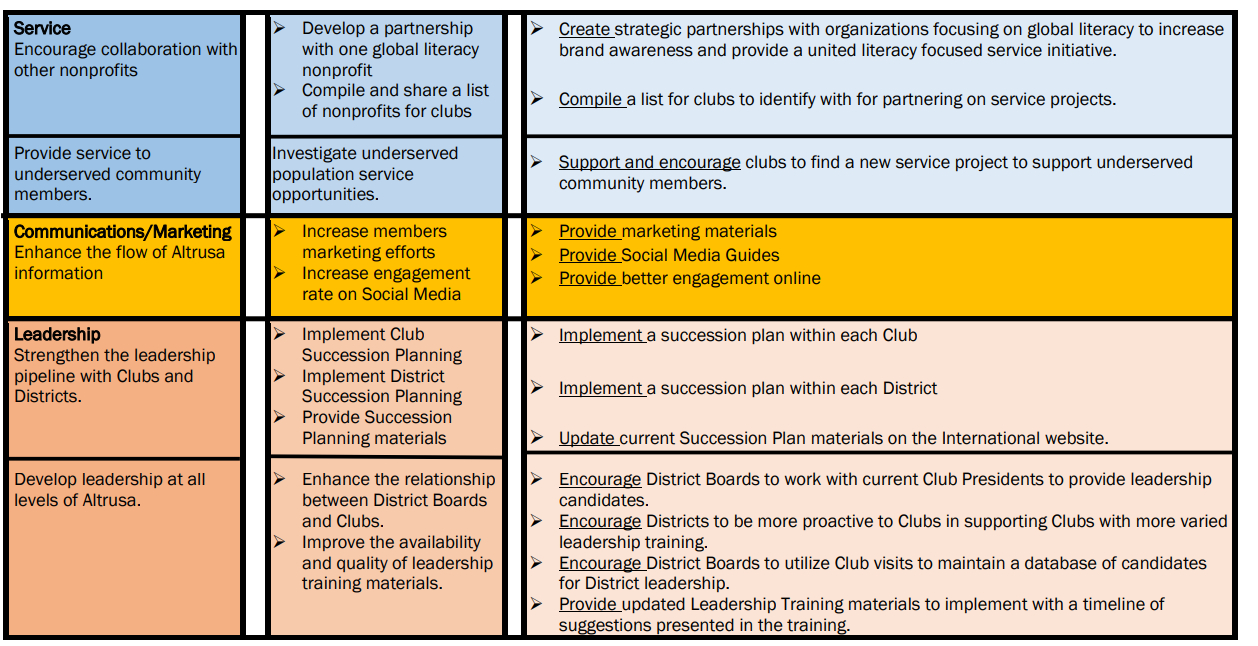 Service
Encourage collaboration with
other nonprofits
➢ Develop a partnership
with one global literacy
nonprofit
➢ Compile and share a list
of nonprofits for clubs
➢ Create strategic partnerships with organizations focusing on global literacy to increase
brand awareness and provide a united literacy focused service initiative.
➢ Compile a list for clubs to identify with for partnering on service projects.
Provide service to
underserved community
members.
Investigate underserved
population service
opportunities.
➢ Support and encourage clubs to find a new service project to support underserved
community members.
Communications/Marketing
Enhance the flow of Altrusa
information
➢ Increase members
marketing efforts
➢ Increase engagement
rate on Social Media
➢ Provide marketing materials
➢ Provide Social Media Guides
➢ Provide better engagement online
Leadership
Strengthen the leadership
pipeline with Clubs and
Districts.
➢ Implement Club
Succession Planning
➢ Implement District
Succession Planning
➢ Provide Succession
Planning materials
➢ Implement a succession plan within each Club
➢ Implement a succession plan within each District
➢ Update current Succession Plan materials on the International website.
Develop leadership at all
levels of Altrusa.
➢ Enhance the relationship
between District Boards
and Clubs.
➢ Improve the availability
and quality of leadership
training materials.
➢ Encourage District Boards to work with current Club Presidents to provide leadership
candidates.
➢ Encourage Districts to be more proactive to Clubs in supporting Clubs with more varied
leadership training.
➢ Encourage District Boards to utilize Club visits to maintain a database of candidates
for District leadership.
➢ Provide updated Leadership Training materials to implement with a timeline of
suggestions presented in the training.